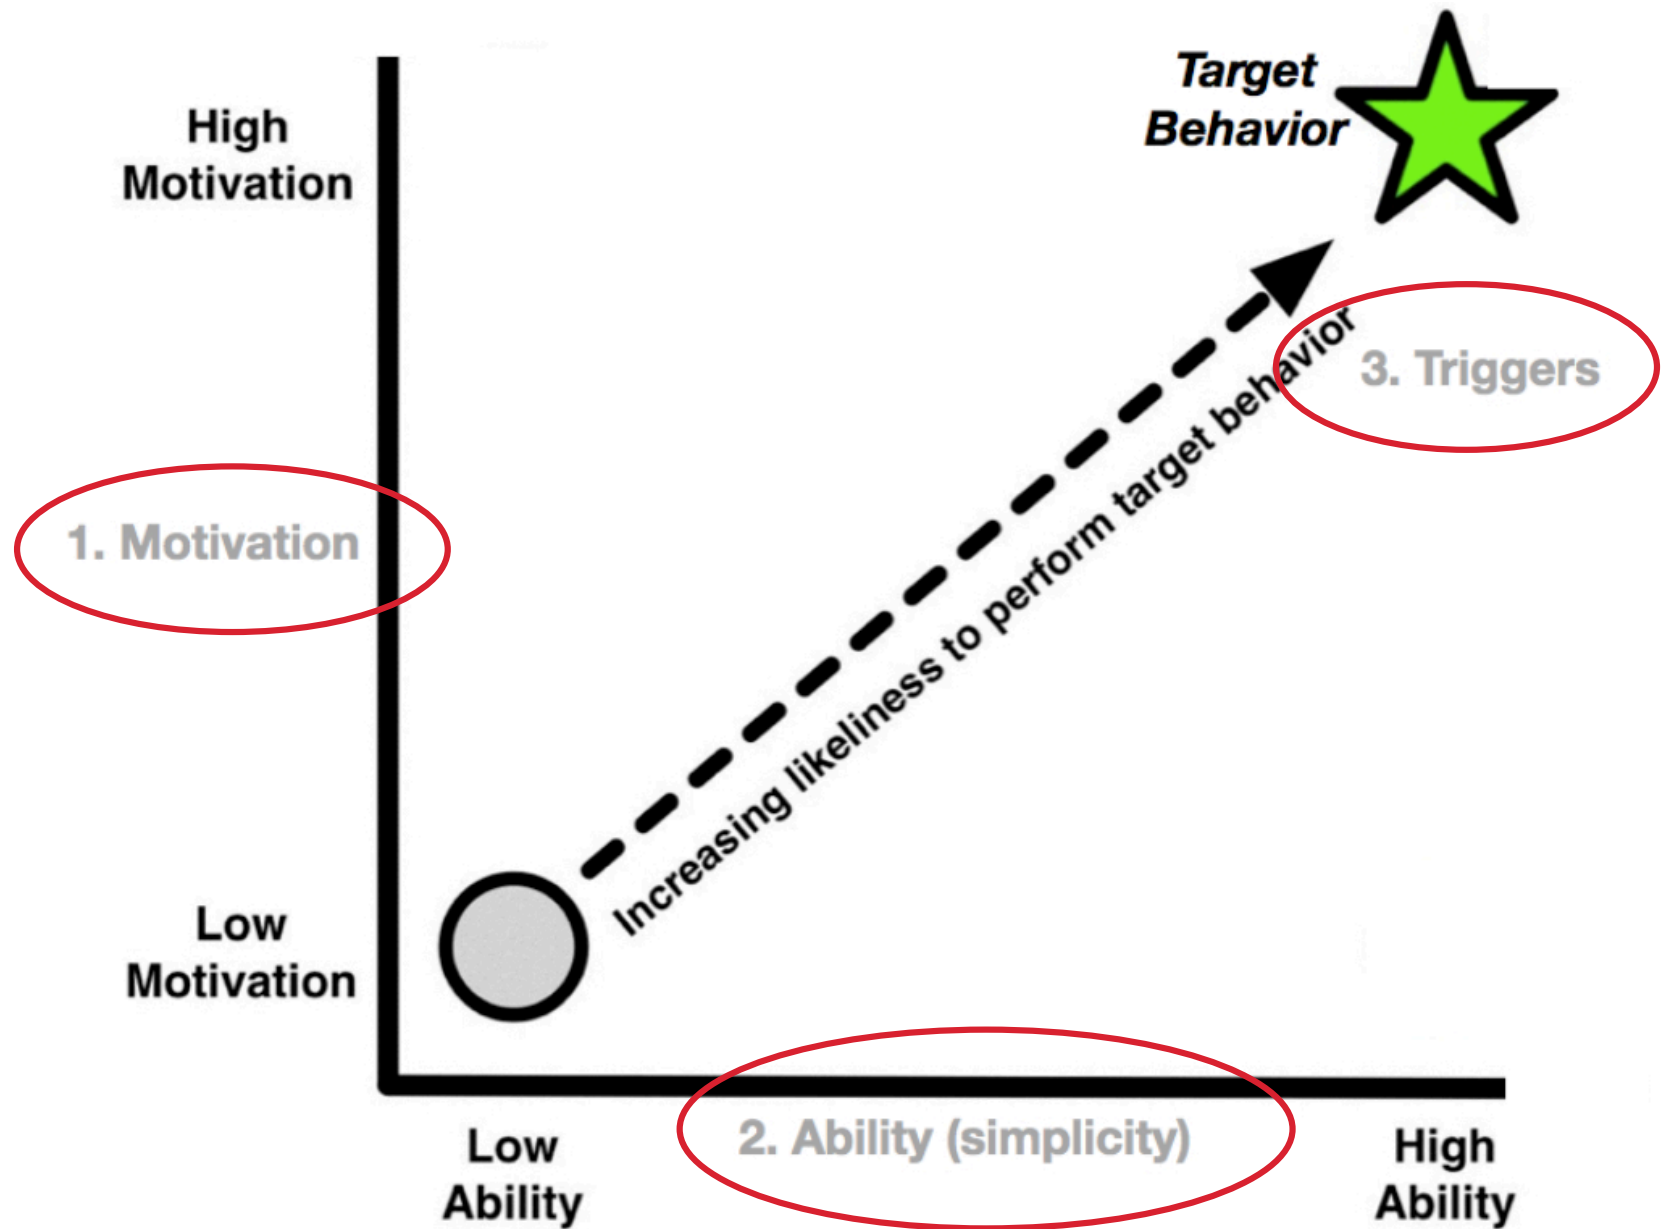 Target
Behavior
High
Motivation
3. Triggers
Increasing likeliness to perform target behavior
1. Motivation
Low
Motivation
2. Ability (simplicity)
Low
Ability
High
Ability